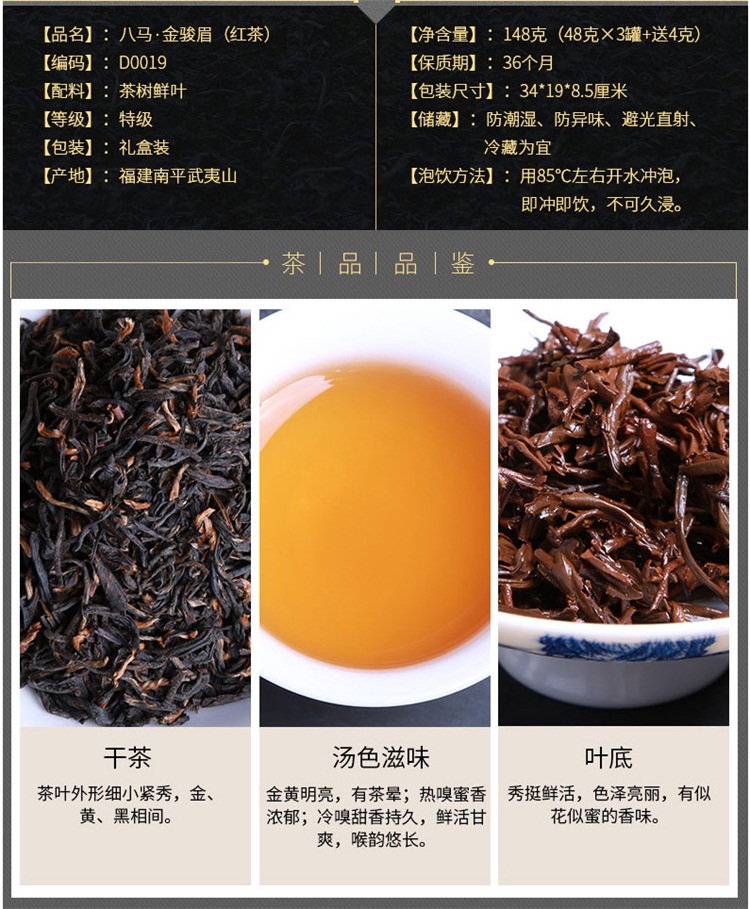 【品名】：八马·金骏眉（红茶）
【编码】：D0019
【配料】：茶树鲜叶
【等级】：特级
【包装】：礼盒装
【产地】：福建南平武夷山
【净含量】：148克（48克×3罐+送4克）
【保质期】：36个月
【包装尺寸】：34*19*8.5厘米
【储藏】：防潮湿、防异味、避光直射、
冷藏为宜
【泡饮方法】：用85℃左右开水冲泡，
即冲即饮，不可久浸。
茶｜品｜品｜鉴
干茶
茶叶外形细小紧秀，金、
黄、黑相间。
汤色滋味
金黄明亮，有茶晕；热嗅蜜香
浓郁；冷嗅甜香持久，鲜活甘
爽，喉韵悠长。
叶底
秀挺鲜活，色泽亮丽，有似
花似蜜的香味。